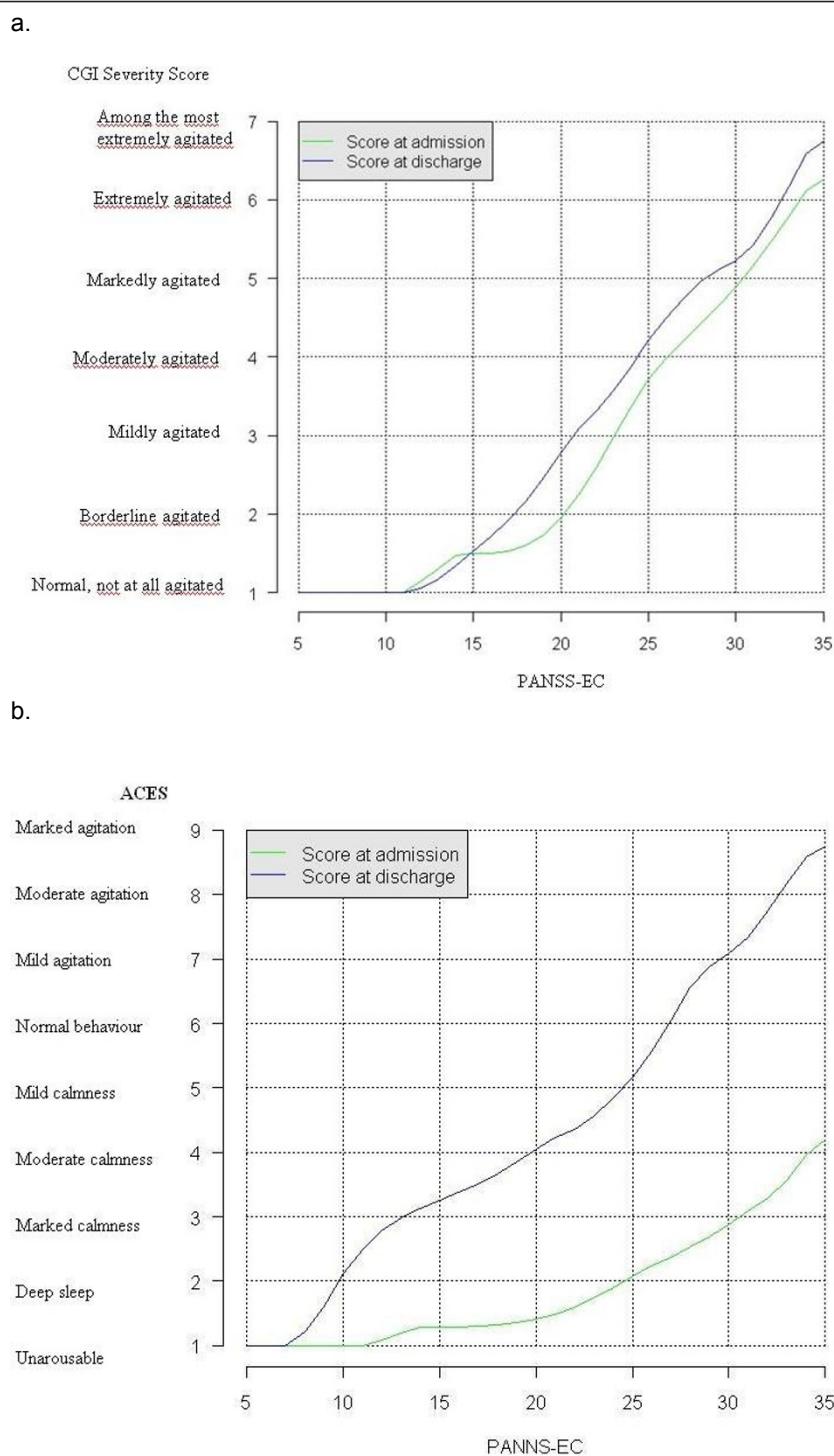 a.
CGI Severity Score
Among the most
extremely agitated
7
Score at admission
Score at discharge
Extremely agitated
6
Markedly agitated
5
Moderately agitated
4
Mildly agitated
3
Borderline agitated
2
Normal, not at all agitated
1
5 10 15 20 25 30 35
PANSS-EC
b.
ACES
Marked agitation
9
Score at admission
Score at discharge
Moderate agitation
8
Mild agitation
7
Normal behaviour
6
Mild calmness
5
Moderate calmness
4
Marked calmness
3
Deep sleep
2
Unarousable
1
5 10 15 20 25 30 35
PANNS-EC